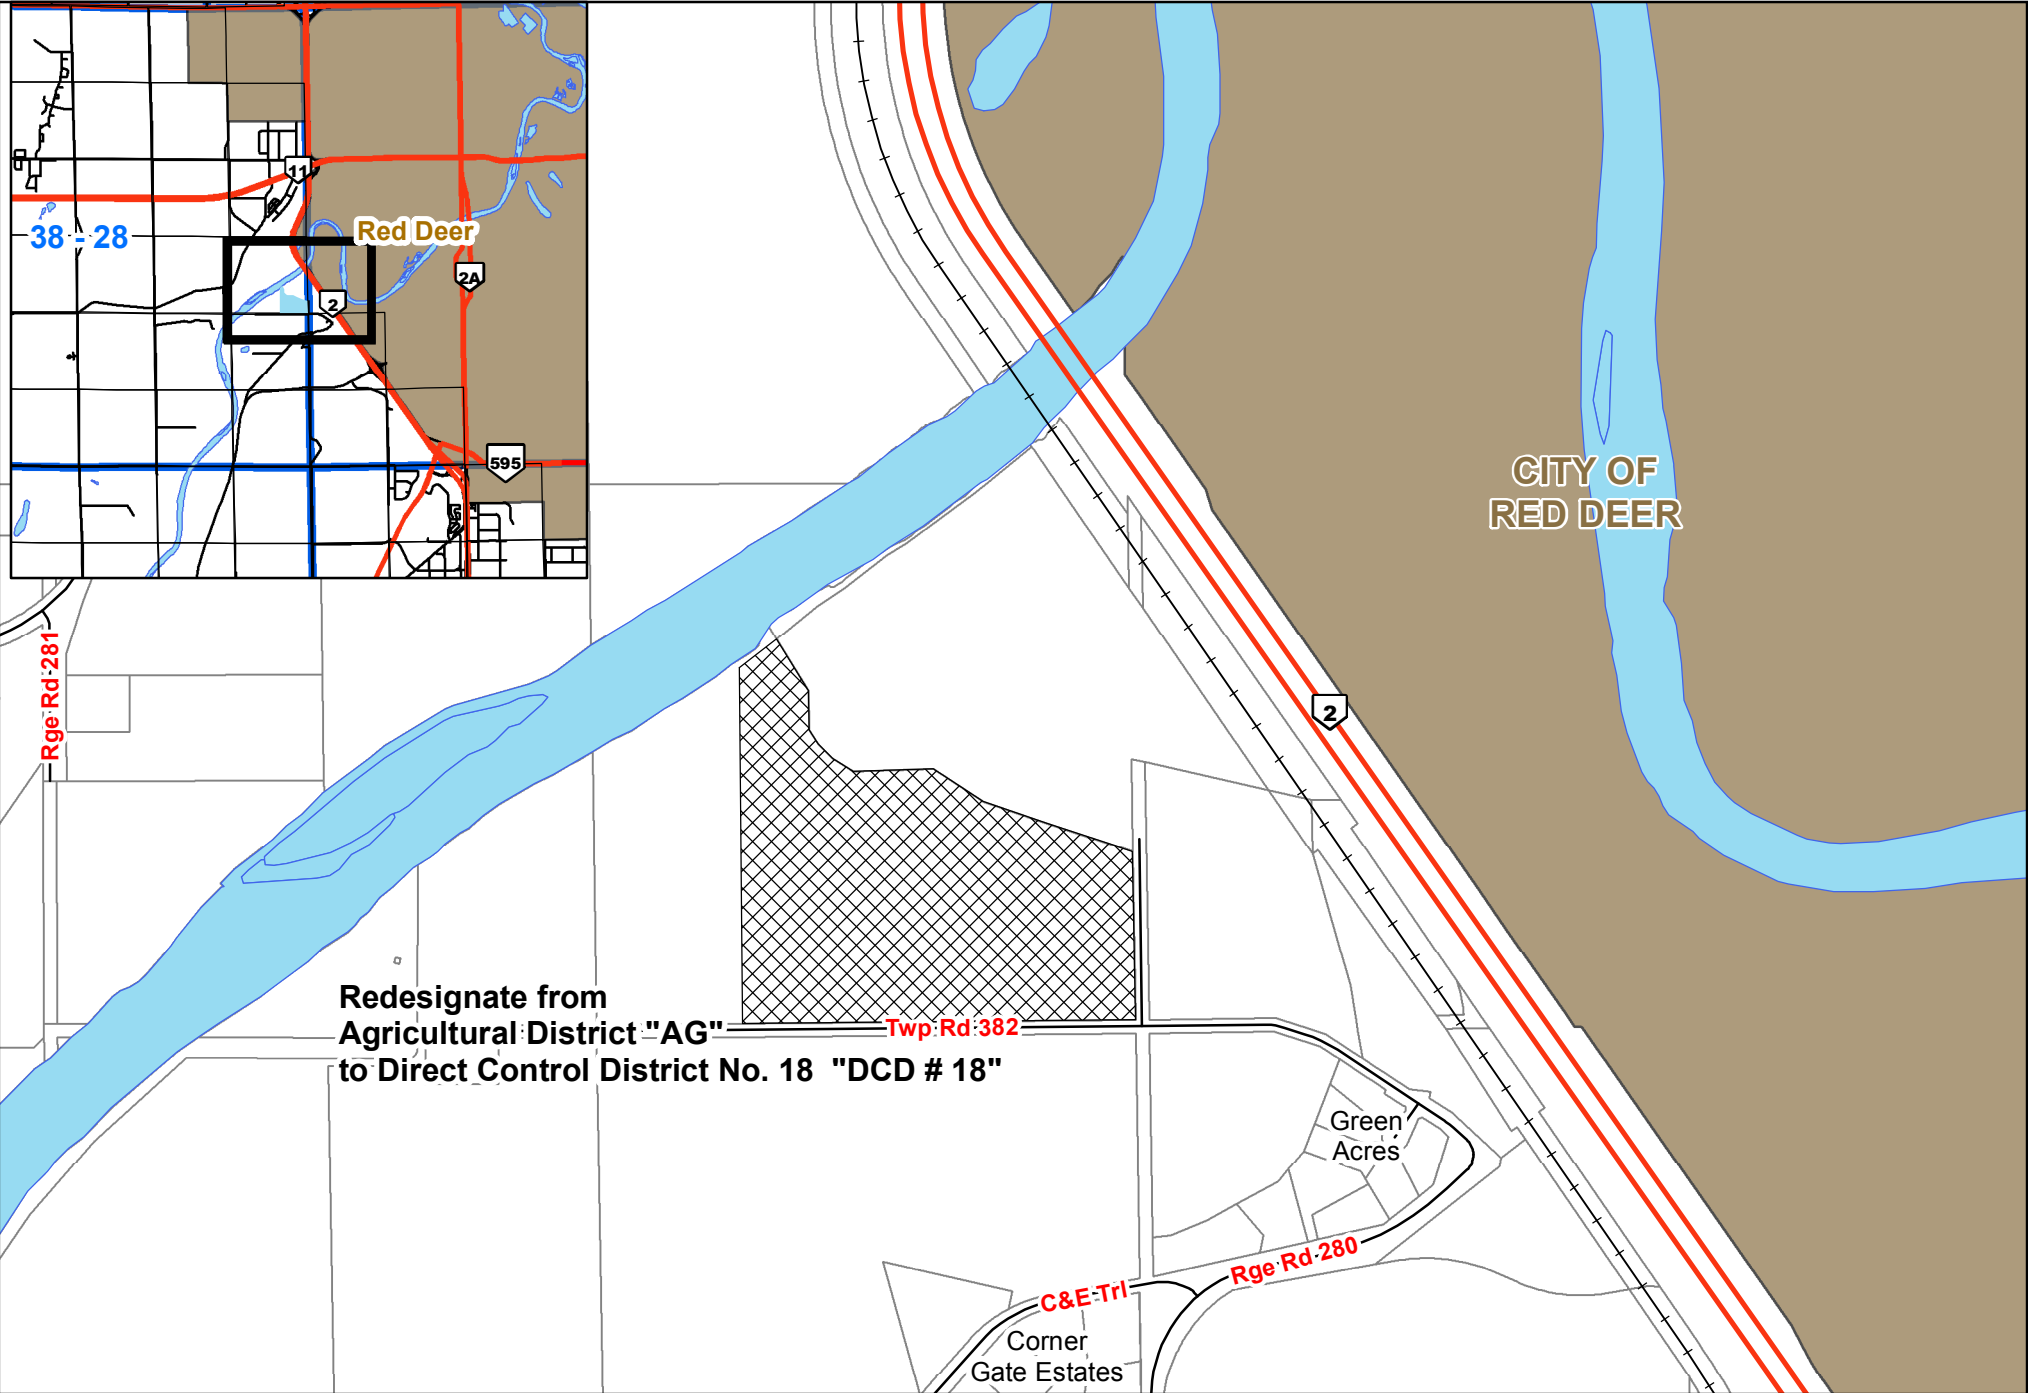 11
38 - 28
Red Deer
2A
2
595
CITY OF
RED DEER
Rge Rd 281
2
Redesignate from
Agricultural District "AG"
to Direct Control District No. 18 "DCD # 18"
Twp Rd 382
Green
Acres
Rge Rd 280
C&E Trl
Corner
Gate Estates